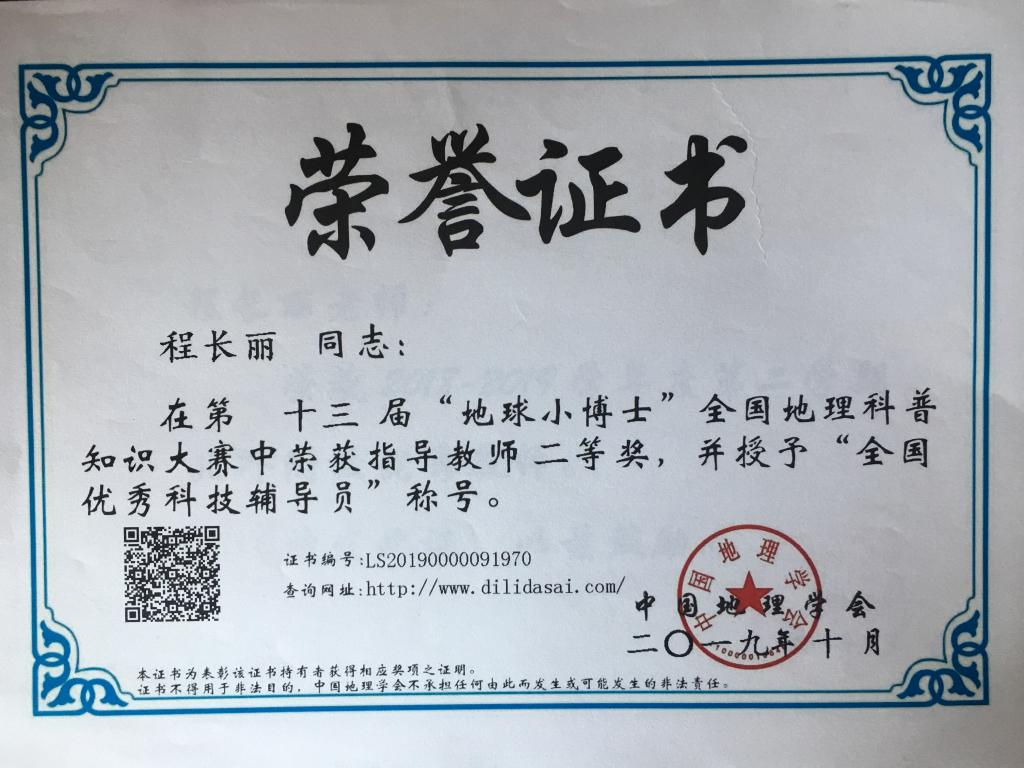 荣誉证书
程长丽 同志：
在第 十三 届“地球小博士”全国地理科普
知识大赛中荣获指导教师 二等奖，并授予“全国
优秀科技辅导员”称号。
证书编号:LS20190000091970
查询网址:http://www.dilidasai.com/
中国地理学会
中国地理学会
二〇一九年十月
本证书为表彰该证书持有者获得相应奖项之证明。
证书不得用于非法目的，中国地理学会不承担任何由此而发生或可能发生的非法责任。